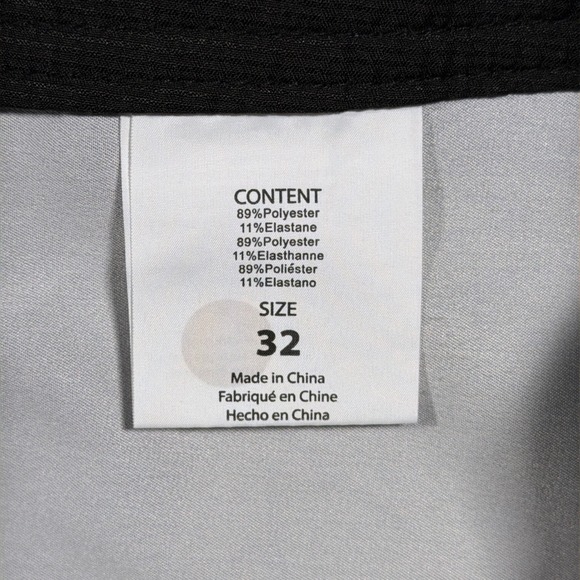 CONTENT
89%Polyester
11%Elastane
89%Polyester
11%Elasthanne
89%Poliéster
11%Elastano
SIZE
32
Made in China
Fabriqué en Chine
Hecho en China